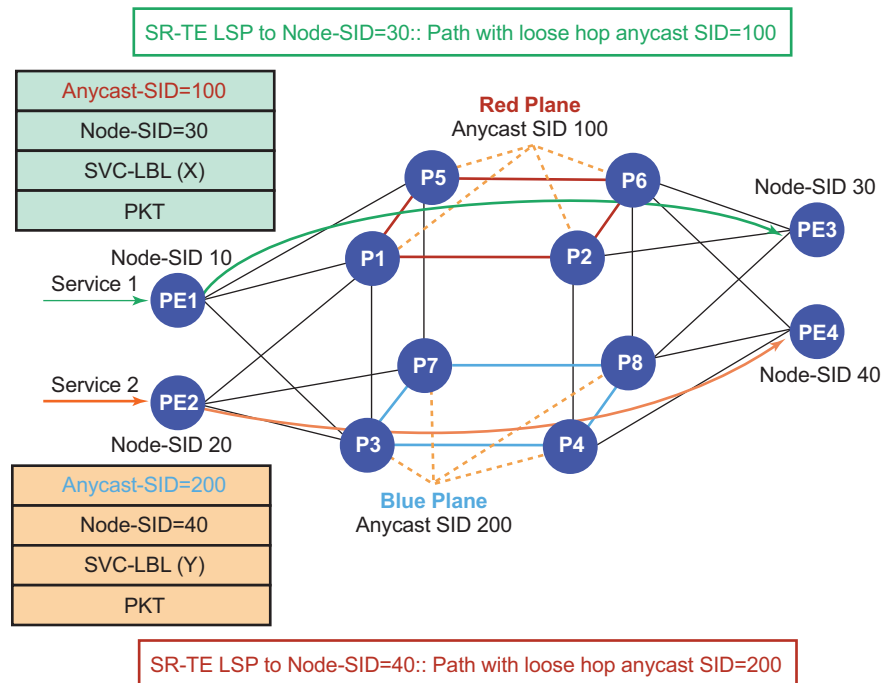 SR-TE LSP to Node-SID=30:: Path with loose hop anycast SID=100
Anycast-SID=100
Node-SID=30
SVC-LBL (X)
PKT
Red Plane
Anycast SID 100
P5
P6
Node-SID 30
PE3
Node-SID 10
P1
P2
Service 1
PE1
PE4
Node-SID 40
P7
P8
Service 2
PE2
Node-SID 20
P3
P4
Anycast-SID=200
Node-SID=40
SVC-LBL (Y)
PKT
Blue Plane
Anycast SID 200
SR-TE LSP to Node-SID=40:: Path with loose hop anycast SID=200